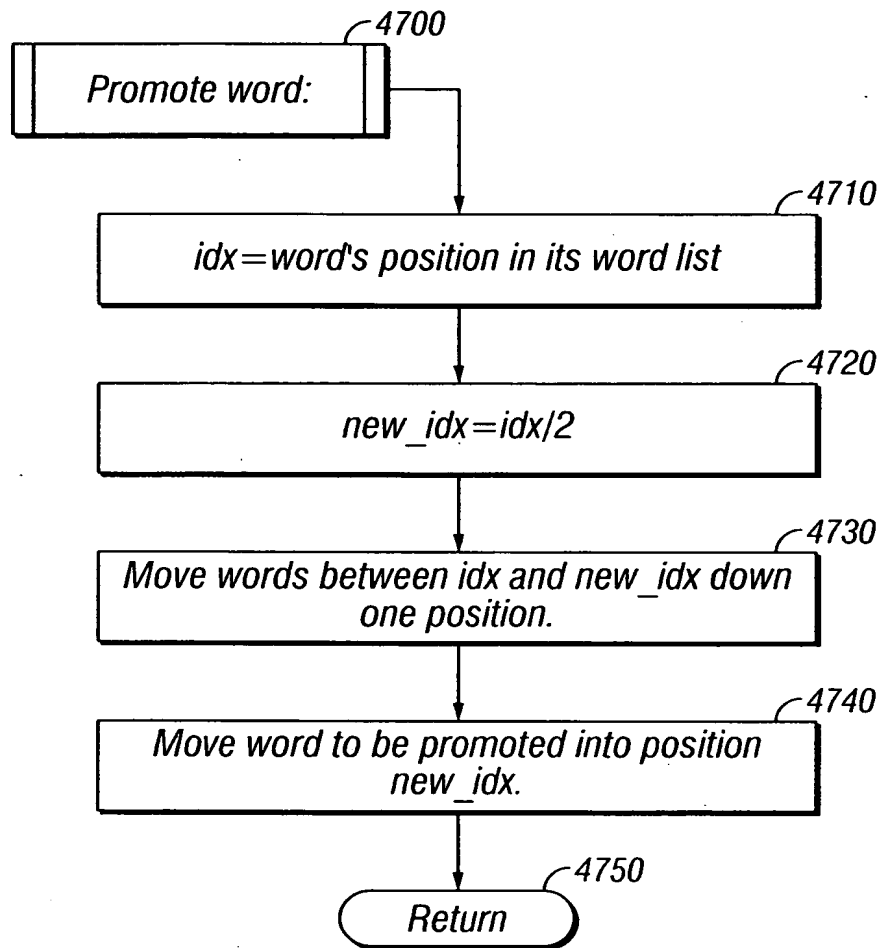 4700
Promote word:
4710
idx=word's position in its word list
4720
new_idx=idx/2
4730
Move words between idx and new_idx down
one position.
4740
Move word to be promoted into position
new_idx.
4750
Return